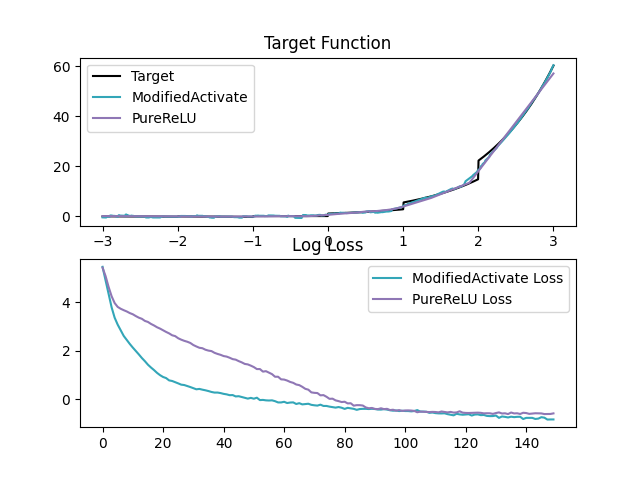 Target Function
60
40
20
0
Target
ModifiedActivate
PureReLU
−3 −2 −1 0 1 2 3
Log Loss
4
2
0
ModifiedActivate Loss
PureReLU Loss
0 20 40 60 80 100 120 140